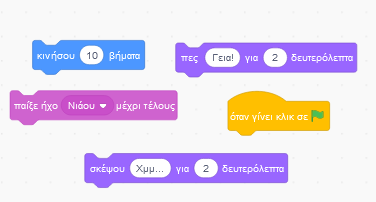 κινήσου 10 βήματα
πες Γεια! για 2 δευτερόλεπτα
παίξε ήχο Νιάου μέχρι τέλους
όταν γίνει κλικ σε
σκέψου Χμμ... για 2 δευτερόλεπτα